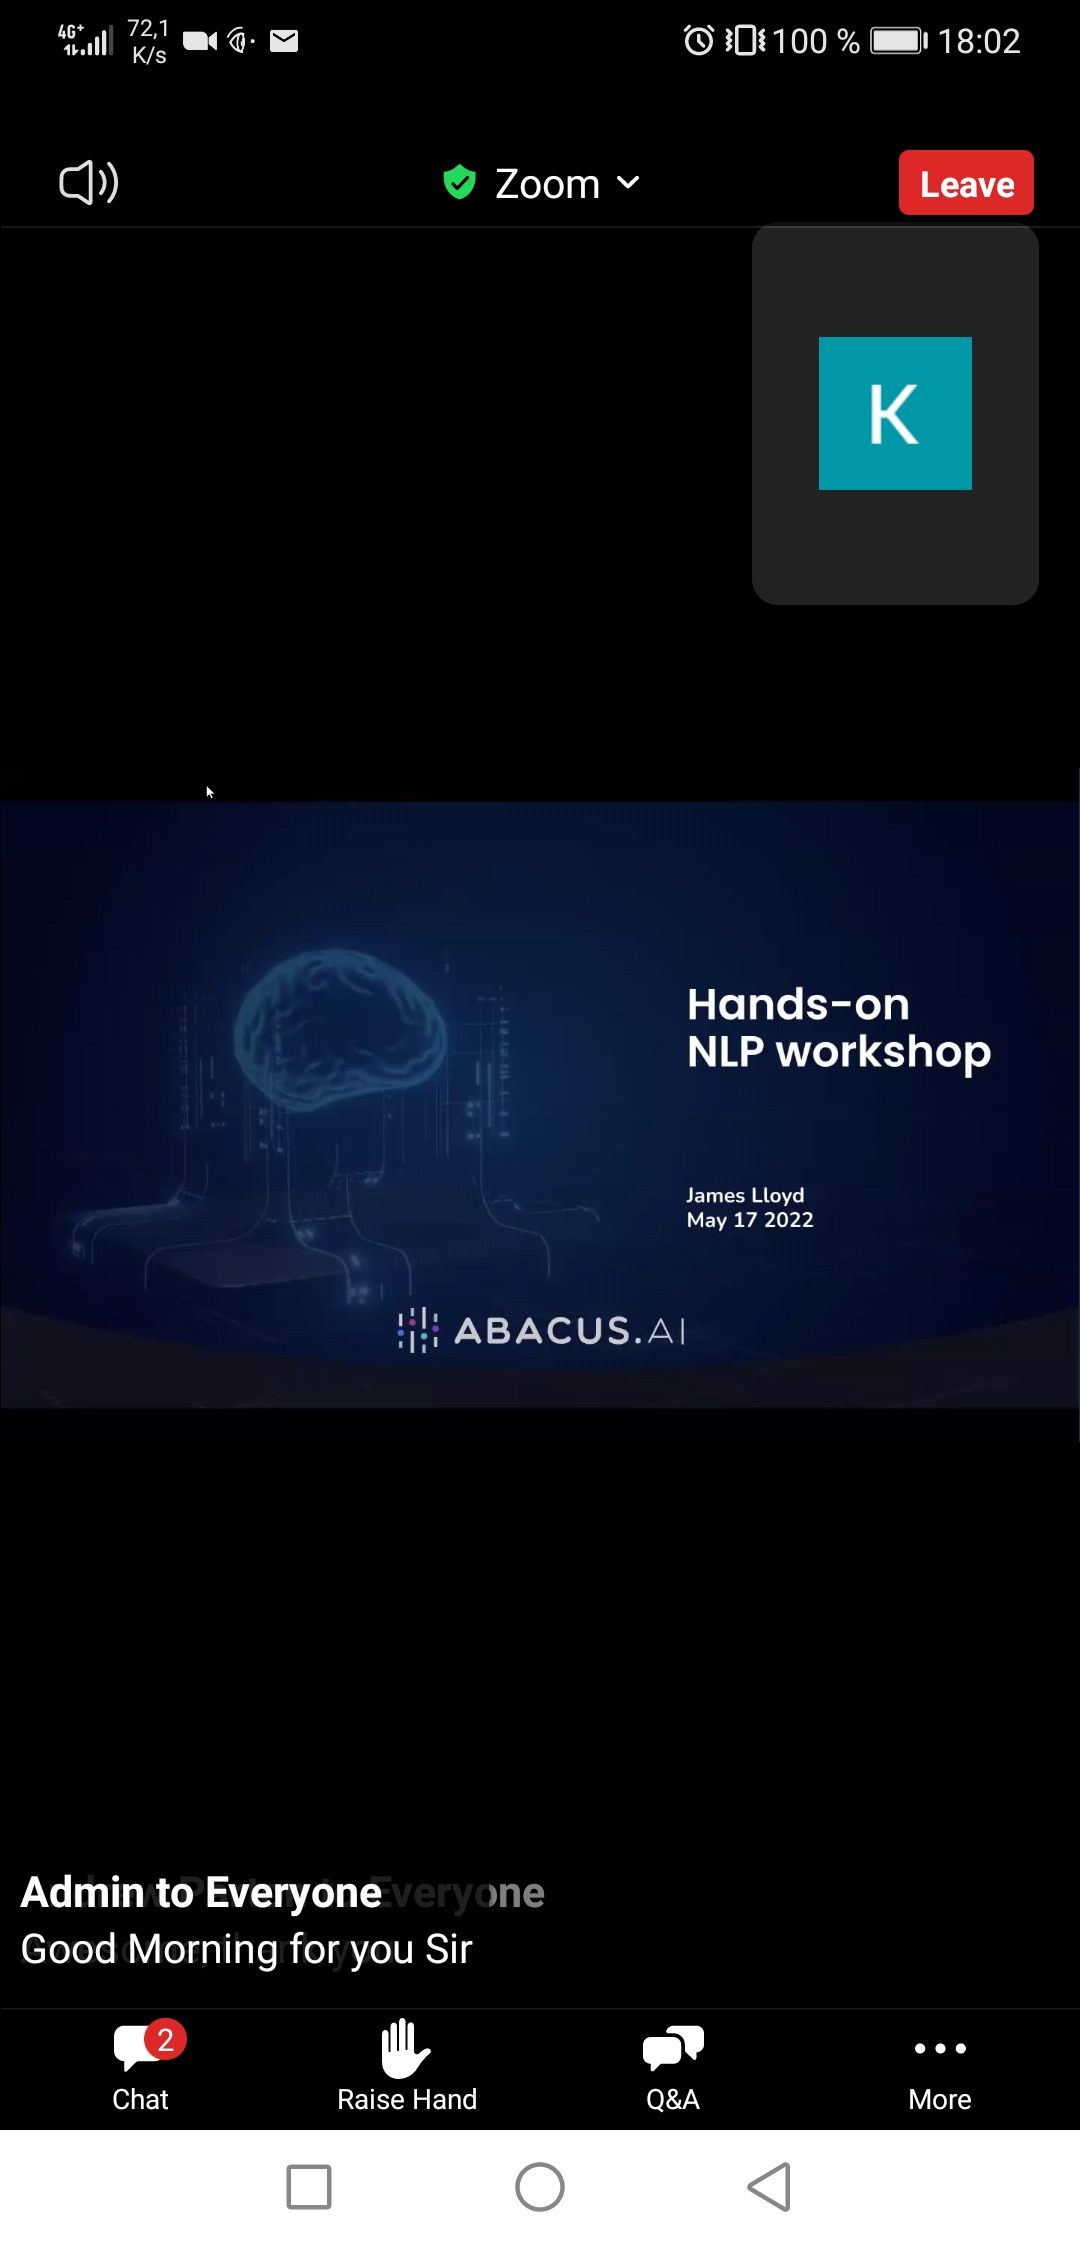 4G+ 72,1 K/s 100 % 18:02
Zoom Leave
K
Hands-on
NLP workshop
James Lloyd
May 17 2022
ABACUS.AI
Admin to Everyone
Good Morning for you Sir
2
Chat Raise Hand Q&A More